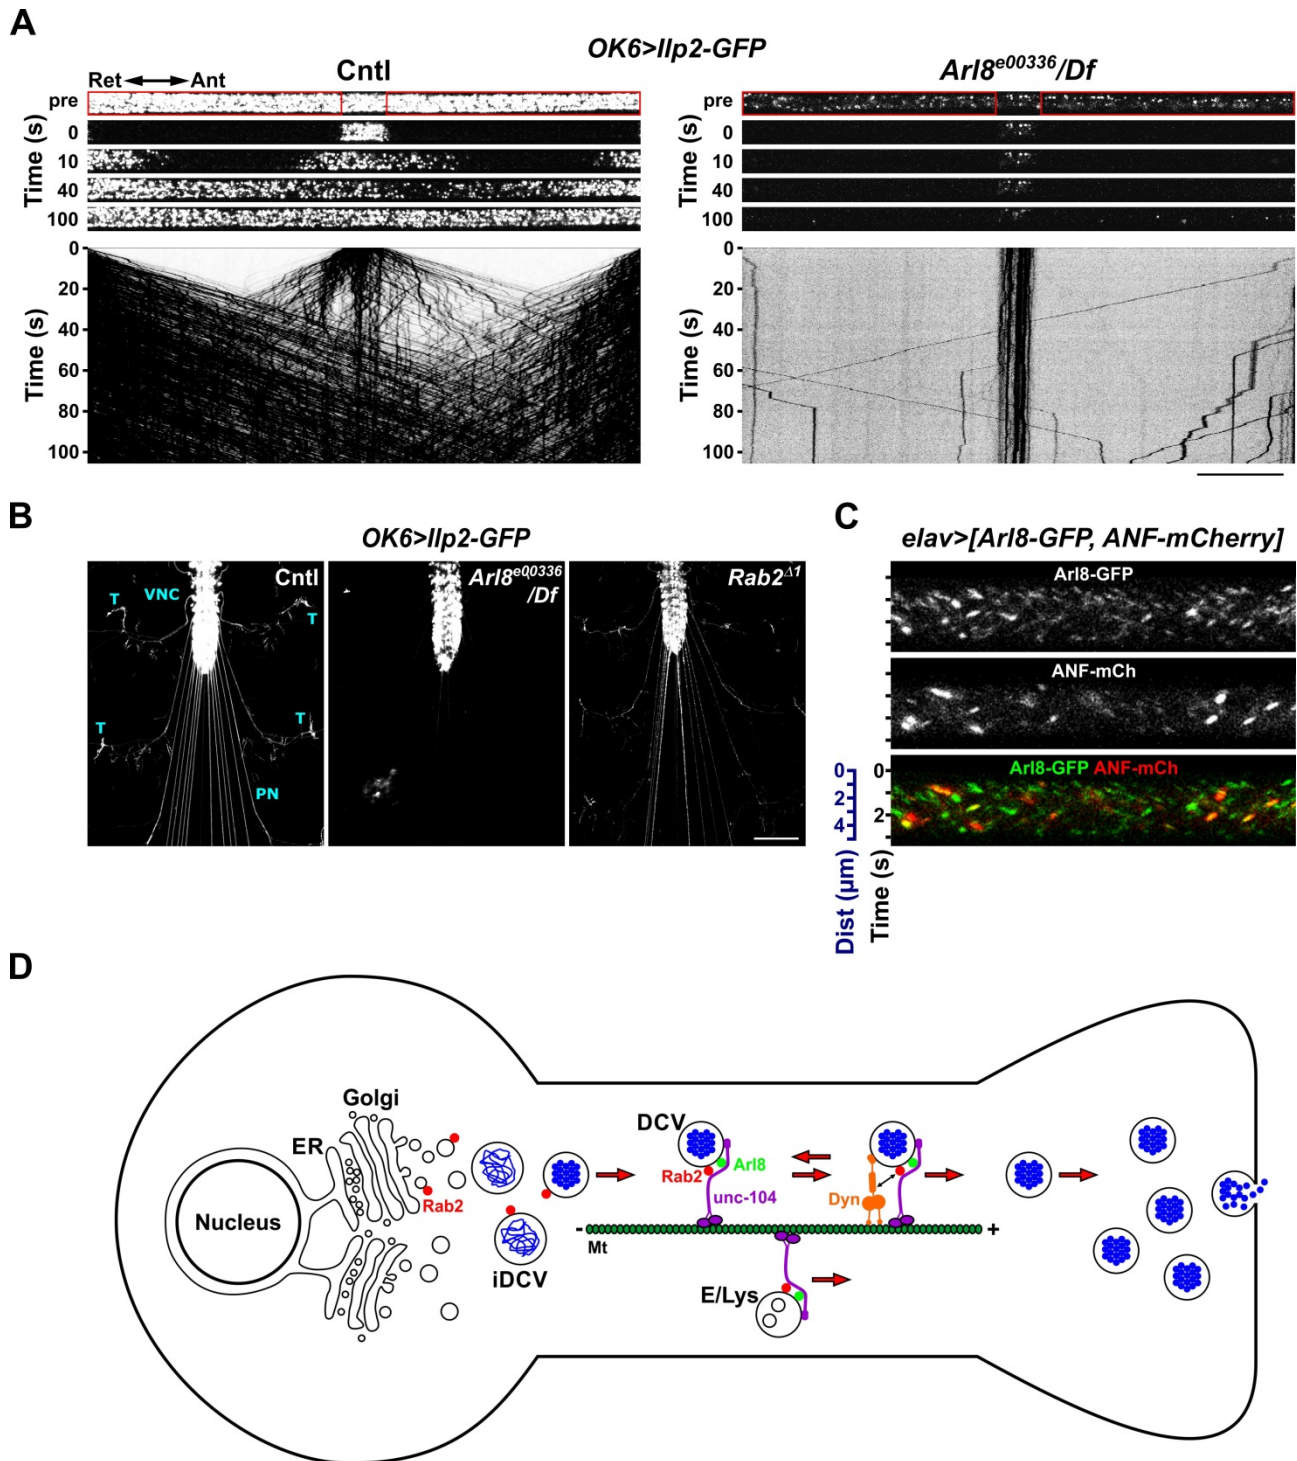 A
OK6>Ilp2-GFP
Cntl
Arl8e00336/Df
Ret Ant
pre
0
10
40
100
Time (s)
0
20
40
60
80
100
Time (s)
pre
0
10
40
100
Time (s)
0
20
40
60
80
100
Time (s)
B
OK6>Ilp2-GFP
Cntl
VNC
T
T
T
T
PN
Arl8e00336
/Df
Rab2Δ1
C
elav>[Arl8-GFP, ANF-mCherry]
Arl8-GFP
ANF-mCh
Arl8-GFP ANF-mCh
0
2
4
Dist (µm)
0
2
Time (s)
D
Golgi
ER
Nucleus
Rab2
iDCV
DCV
Rab2
Arl8
unc-104
Dyn
-
+
Mt
E/Lys